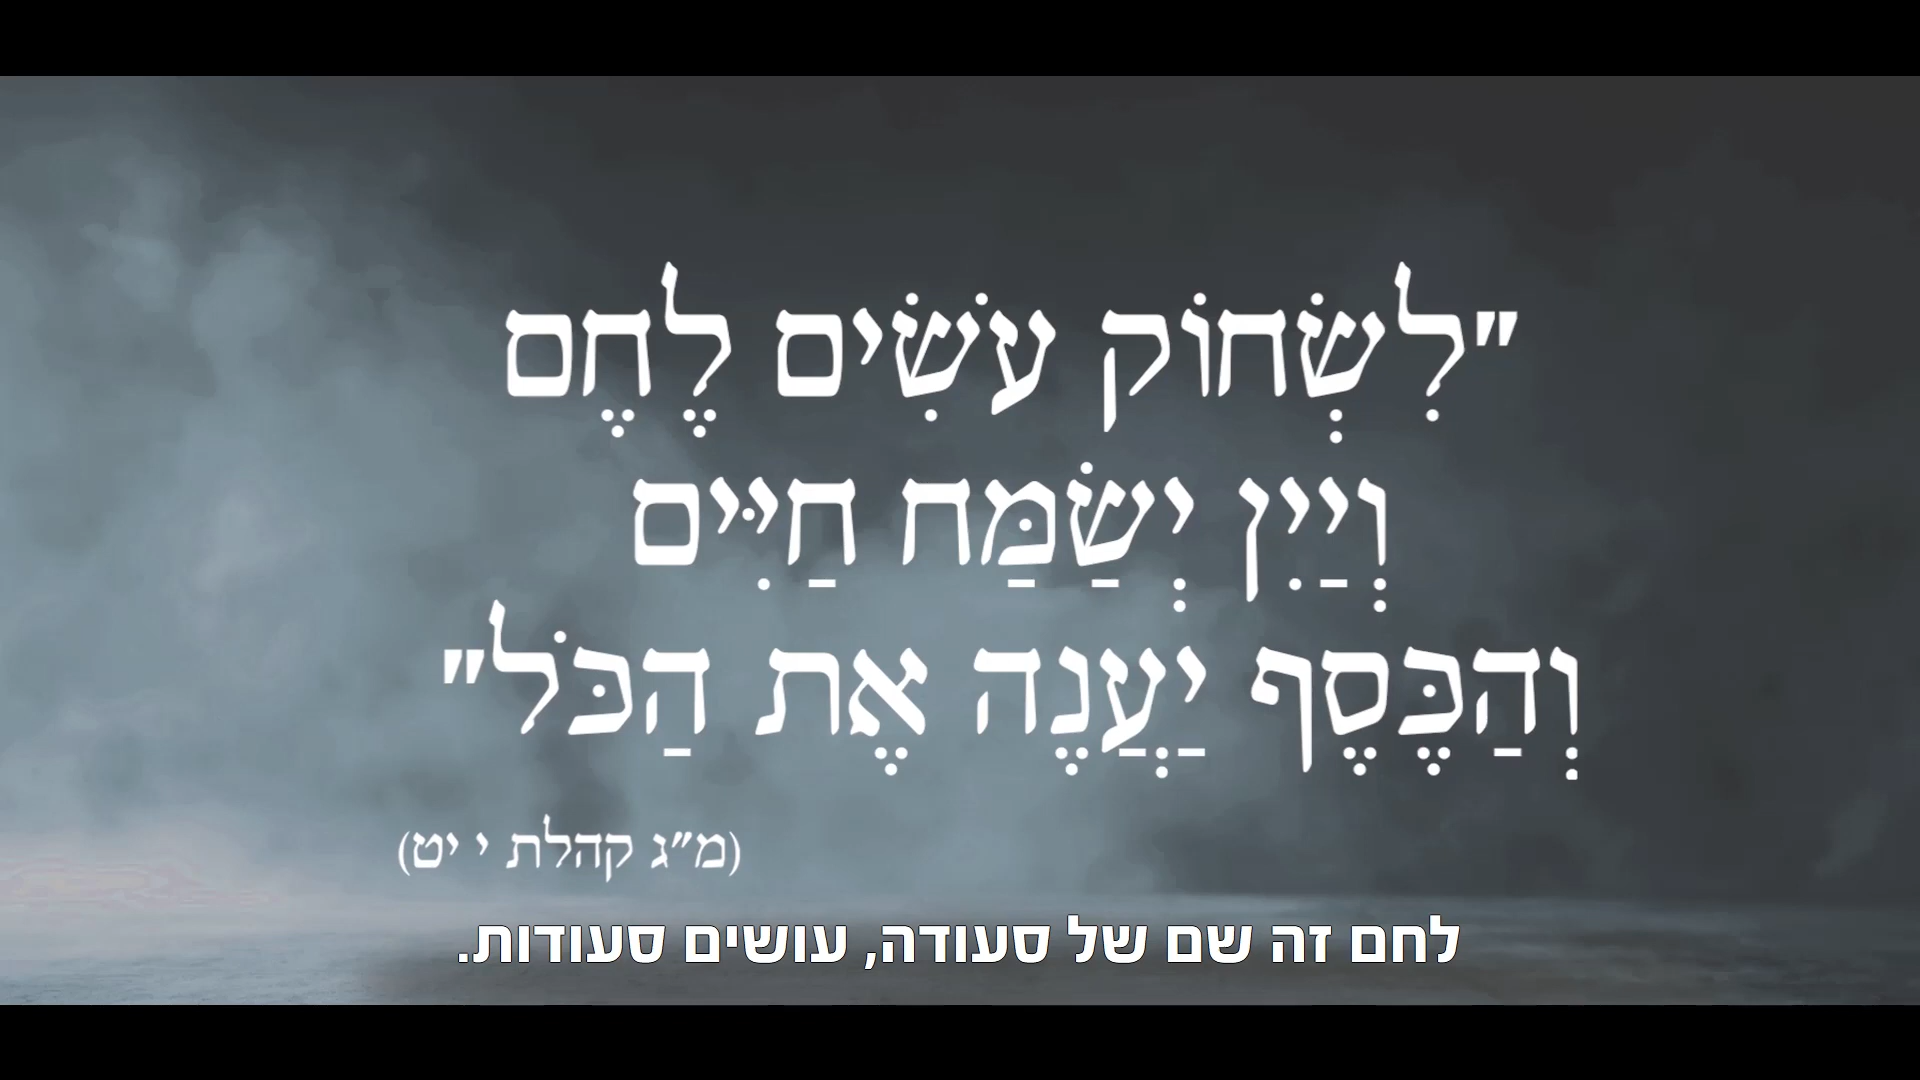 "לִשְׂחוֹק עֹשִׂים לֶחֶם
וְיַיִן יְשַׂמַּח חַיִּים
וְהַכֶּסֶף יַעֲנֶה אֶת הַכֹּל"
(מ"ג קהלת י יט)
לחם זה שם של סעודה, עושים סעודות.